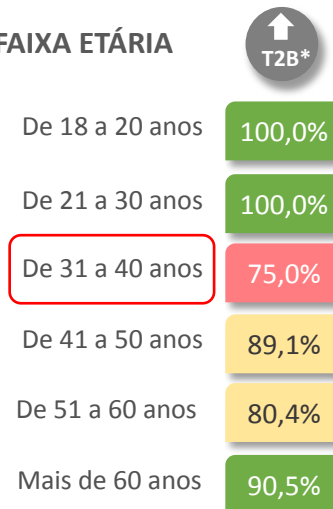 FAIXA ETÁRIA
T2B*
De 18 a 20 anos 100,0%
De 21 a 30 anos 100,0%
De 31 a 40 anos 75,0%
De 41 a 50 anos 89,1%
De 51 a 60 anos 80,4%
Mais de 60 anos 90,5%